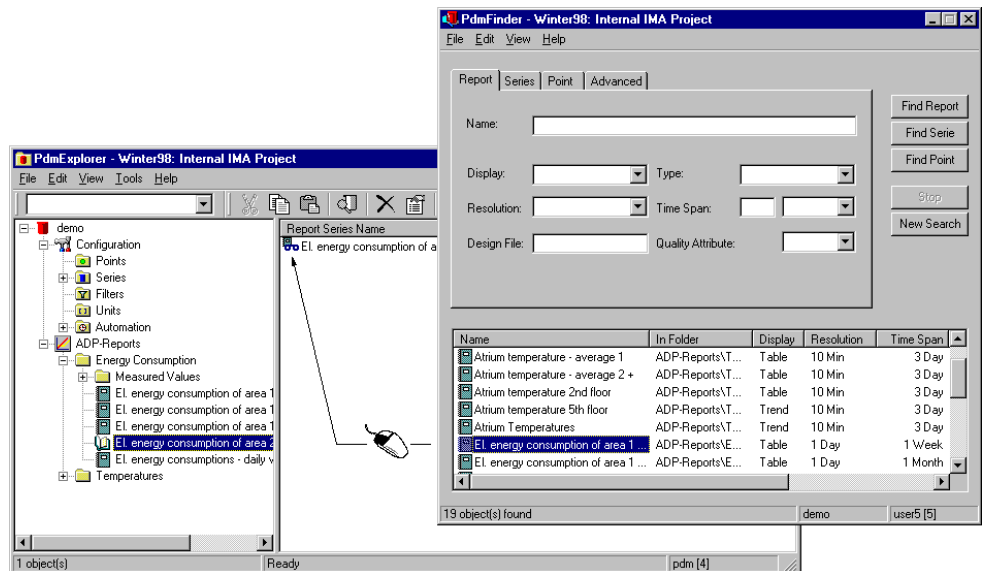 PdmFinder - Winter98: Internal IMA Project
File Edit View Help
Report Series Point Advanced
Name:
Display: Type:
Resolution: Time Span:
Design File: Quality Attribute:
Find Report
Find Serie
Find Point
Stop
New Search
Name In Folder Display Resolution Time Span
Atrium temperature - average 1 ADP-Reports\T... Table 10 Min 3 Day
Atrium temperature - average 2 + ADP-Reports\T... Table 10 Min 3 Day
Atrium temperature 2nd floor ADP-Reports\T... Table 10 Min 3 Day
Atrium temperature 5th floor ADP-Reports\T... Trend 10 Min 3 Day
Atrium Temperatures ADP-Reports\T... Trend 10 Min 3 Day
El. energy consumption of area 1 ... ADP-Reports\E... Table 1 Day 1 Week
El. energy consumption of area 1 ... ADP-Reports\E... Table 1 Day 1 Month
19 object(s) found demo user5 [5]
PdmExplorer - Winter98: Internal IMA Project
File Edit View Tools Help
demo
Configuration
Points
Series
Filters
Units
Automation
ADP-Reports
Energy Consumption
Measured Values
El. energy consumption of area 1
El. energy consumption of area 1
El. energy consumption of area 1
El. energy consumption of area 2
El. energy consumptions - daily v
Temperatures
Report Series Name
El. energy consumption of a
1 object(s) Ready pdm [4]